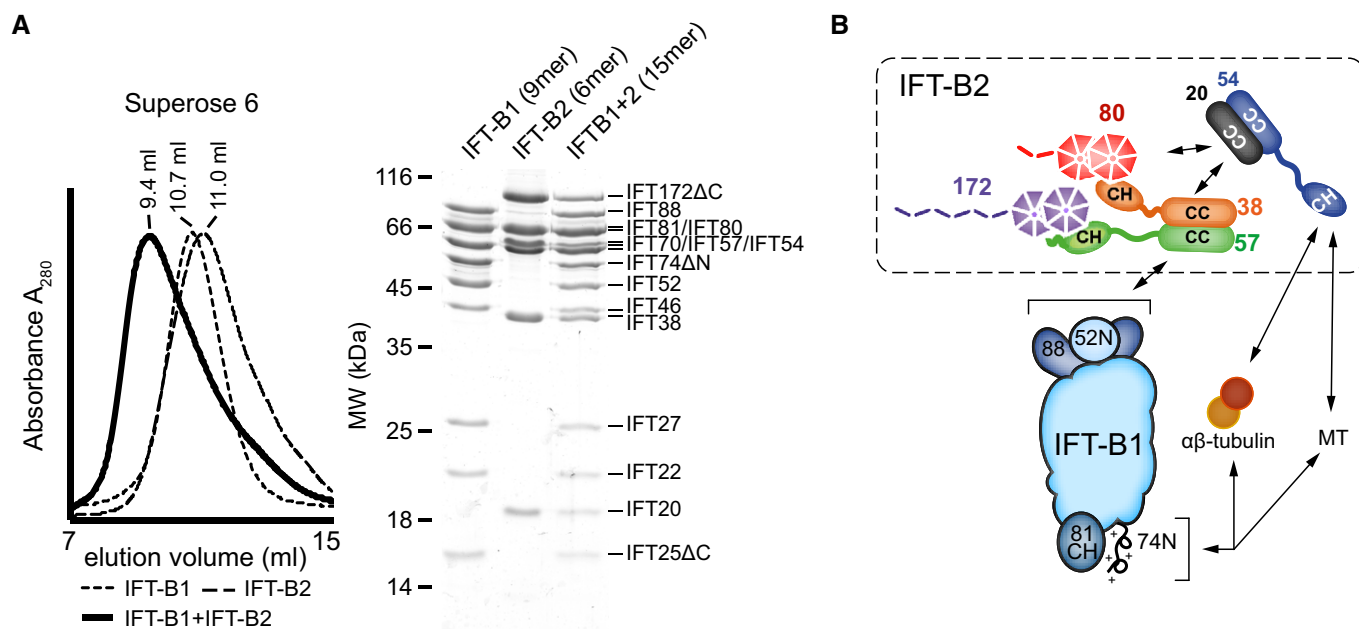 A
Superose 6
9.4 ml
10.7 ml
11.0 ml
Absorbance A280
7
15
elution volume (ml)
IFT-B1
IFT-B2
IFT-B1+IFT-B2
IFT-B1 (9mer)
IFT-B2 (6mer)
IFTB1+2 (15mer)
MW (kDa)
116
66
45
35
25
18
14
IFT172ΔC
IFT88
IFT81/IFT80
IFT70/IFT57/IFT54
IFT74ΔN
IFT52
IFT46
IFT38
IFT27
IFT22
IFT20
IFT25ΔC
B
IFT-B2
54
20
80
CC
CC
172
CH
CC
38
CH
CC
57
CH
88
52N
IFT-B1
αβ-tubulin
MT
81
CH
74N
+
+
+
+